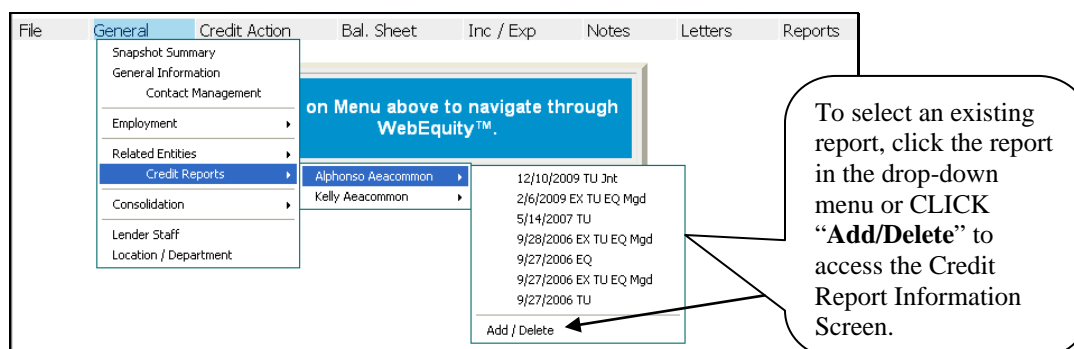 File General Credit Action Bal. Sheet Inc / Exp Notes Letters Reports
Snapshot Summary
General Information
Contact Management
Employment
Related Entities
Credit Reports
Consolidation
Lender Staff
Location / Department
on Menu above to navigate through
WebEquity™.
Alphonso Aeacommon
Kelly Aeacommon
12/10/2009 TU Jnt
2/6/2009 EX TU EQ Mgd
5/14/2007 TU
9/28/2006 EX TU EQ Mgd
9/27/2006 EQ
9/27/2006 EX TU EQ Mgd
9/27/2006 TU
Add / Delete
To select an existing
report, click the report
in the drop-down
menu or CLICK
“Add/Delete” to
access the Credit
Report Information
Screen.